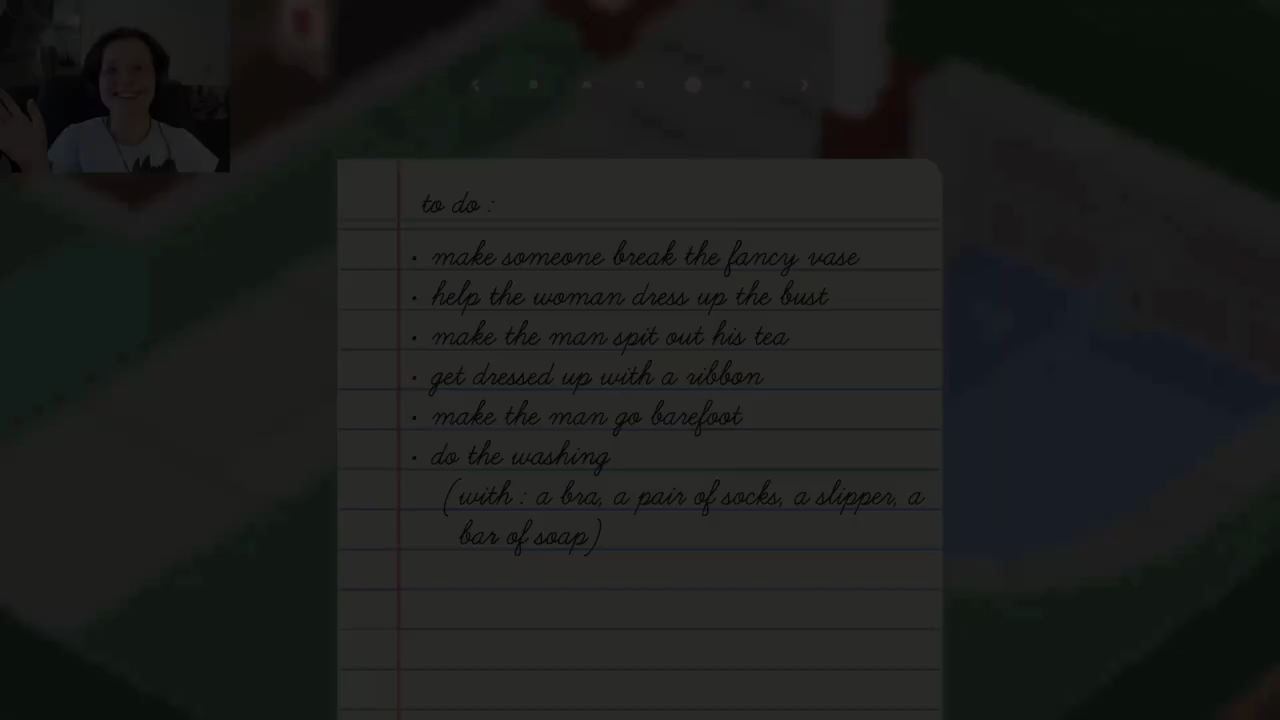 to do :
• make someone break the fancy vase
• help the woman dress up the bust
• make the man spit out his tea
• get dressed up with a ribbon
• make the man go barefoot
• do the washing
(with : a bra, a pair of socks, a slipper, a
bar of soap)